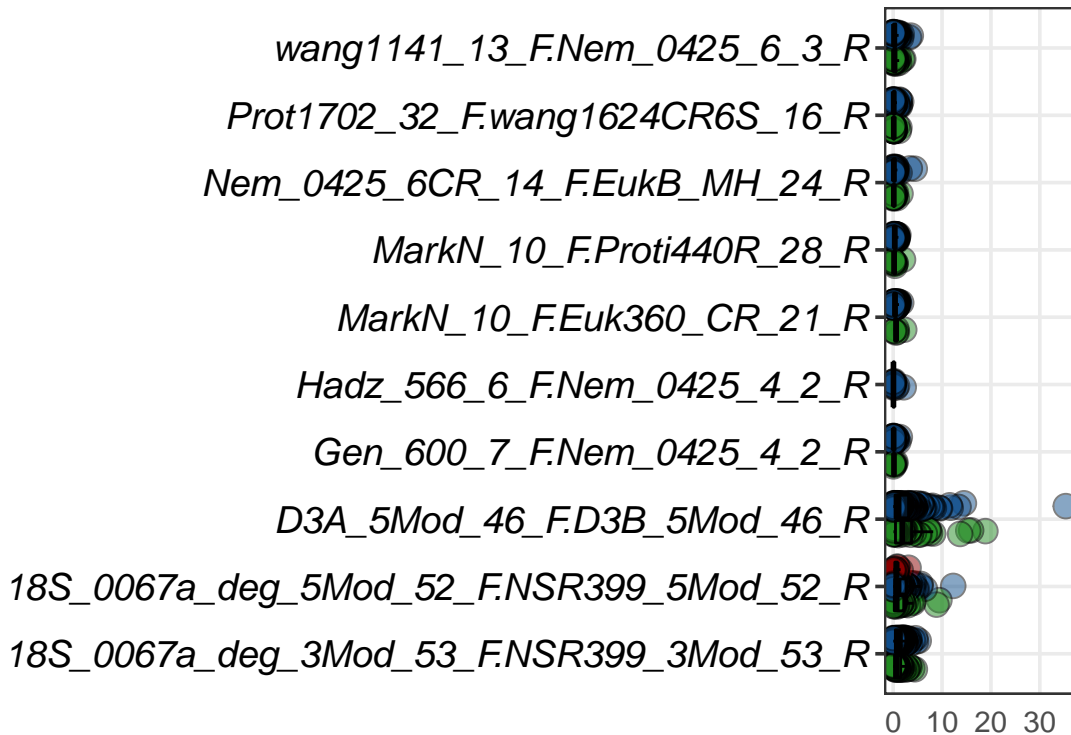 wang1141_13_F.Nem_0425_6_3_R
Prot1702_32_F.wang1624CR6S_16_R
Nem_0425_6CR_14_F.EukB_MH_24_R
MarkN_10_F.Proti440R_28_R
MarkN_10_F.Euk360_CR_21_R
Hadz_566_6_F.Nem_0425_4_2_R
Gen_600_7_F.Nem_0425_4_2_R
D3A_5Mod_46_F.D3B_5Mod_46_R
18S_0067a_deg_5Mod_52_F.NSR399_5Mod_52_R
18S_0067a_deg_3Mod_53_F.NSR399_3Mod_53_R
0 10 20 30